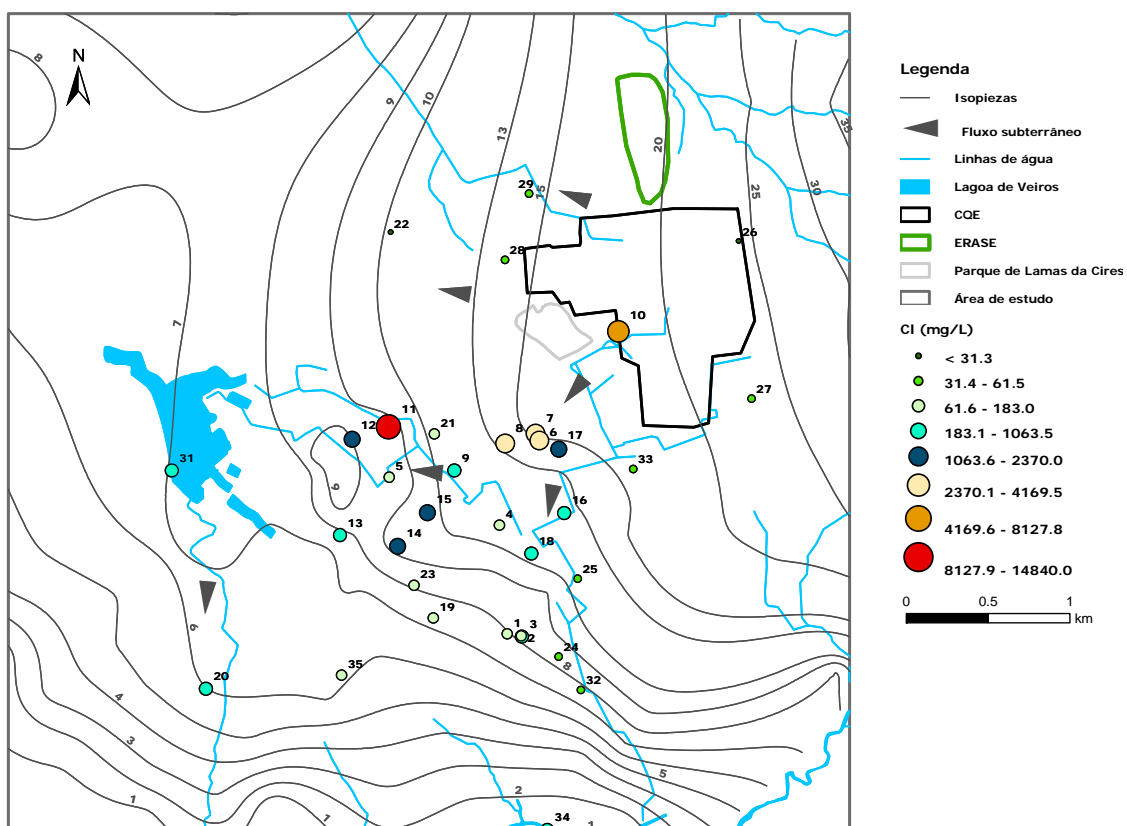 N
8
9
10
13
15
20
25
30
35
7
29
22
28
26
10
27
11
12
21
8
7
6
17
31
5
9
33
9
15
16
13
14
4
18
23
25
19
1
3
2
24
8
6
20
35
32
4
3
5
1
1
2
34
1
Legenda
Isopiezas
Fluxo subterrâneo
Linhas de água
Lagoa de Veiros
CQE
ERASE
Parque de Lamas da Cires
Área de estudo
Cl (mg/L)
< 31.3
31.4 - 61.5
61.6 - 183.0
183.1 - 1063.5
1063.6 - 2370.0
2370.1 - 4169.5
4169.6 - 8127.8
8127.9 - 14840.0
0 0.5 1
km